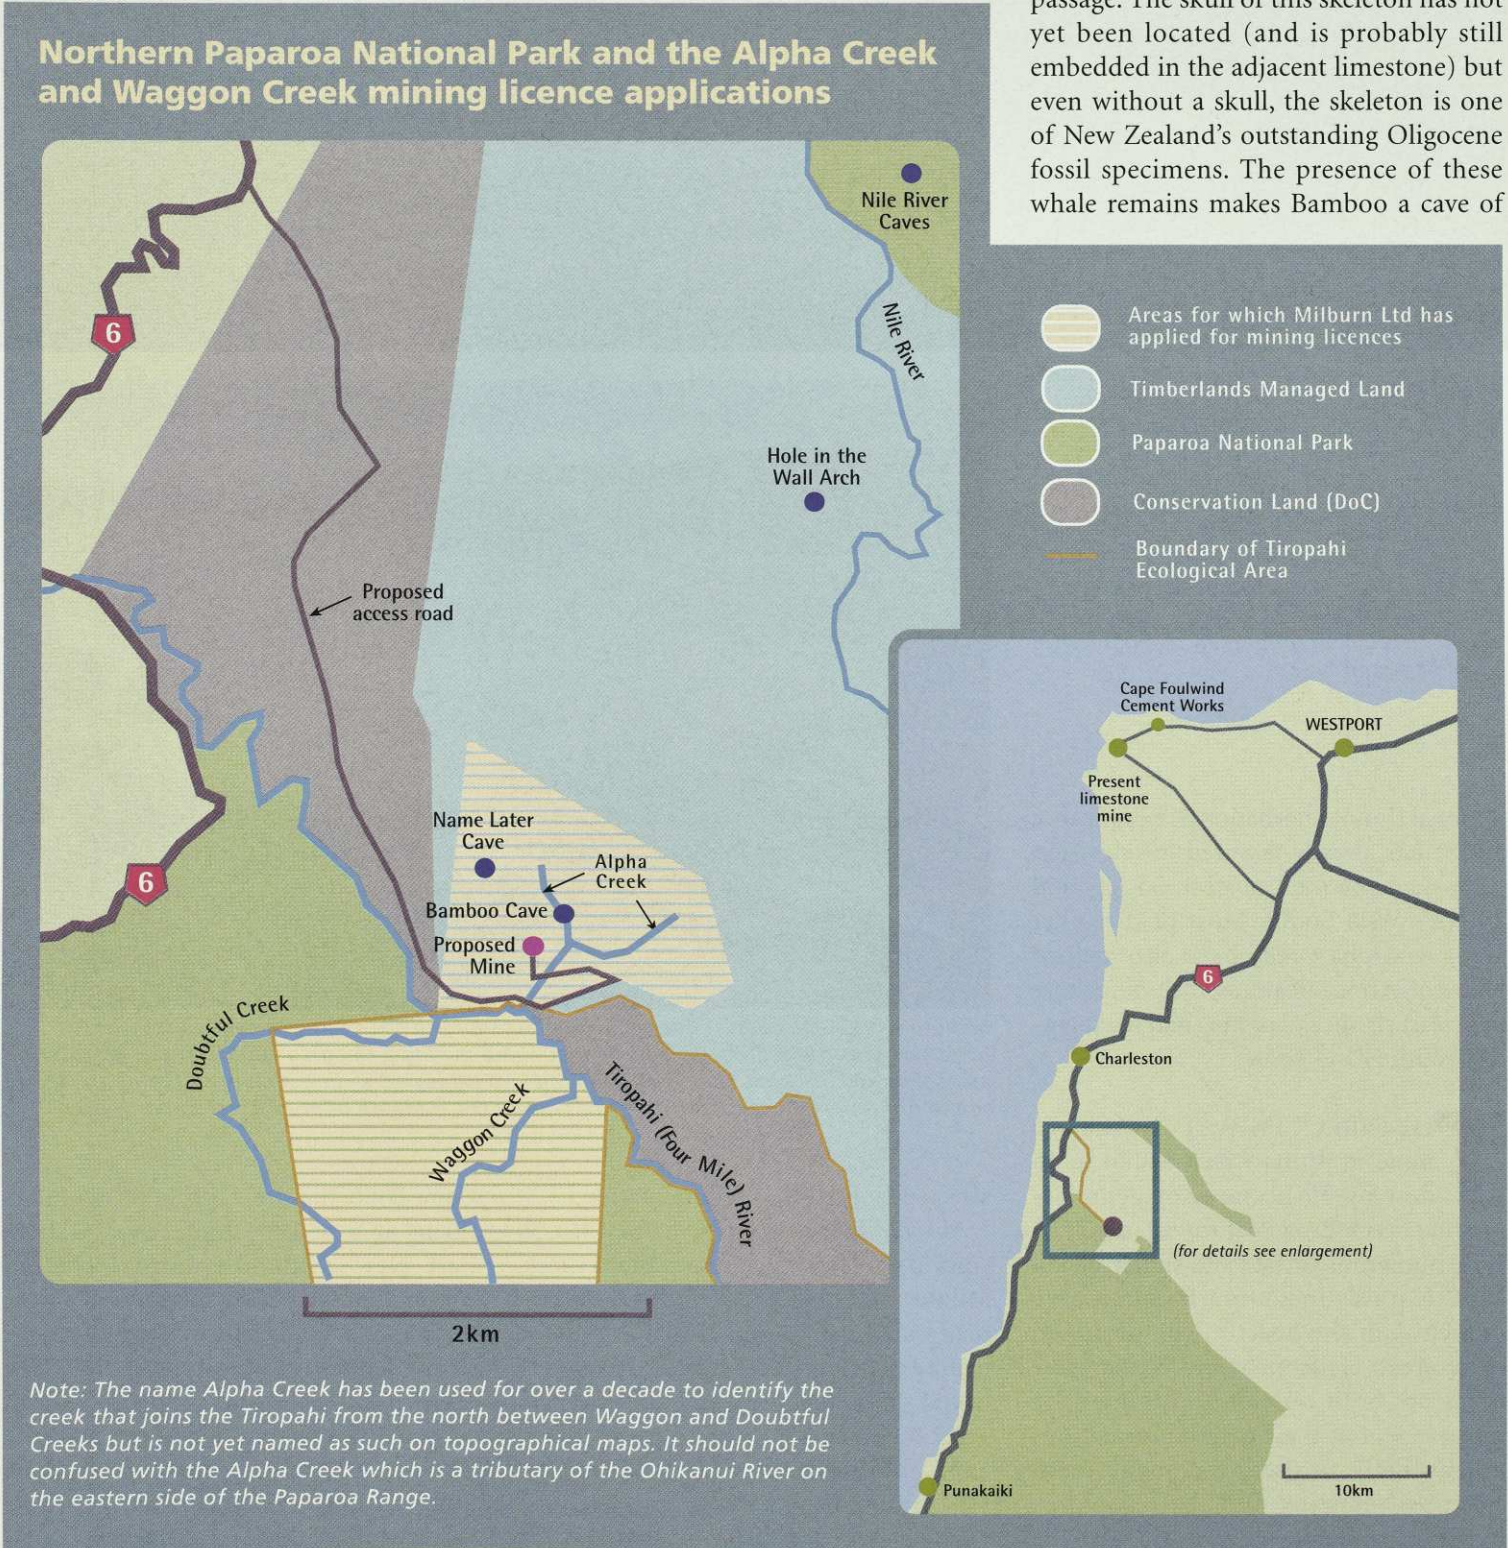 Northern Paparoa National Park and the Alpha Creek
and Waggon Creek mining licence applications
yet been located (and is probably still
embedded in the adjacent limestone) but
even without a skull, the skeleton is one
of New Zealand's outstanding Oligocene
fossil specimens. The presence of these
whale remains makes Bamboo a cave of
Nile River
Caves
Nile River
6
Hole in the
Wall Arch
Proposed
access road
6
Name Later
Cave
Alpha
Creek
Bamboo Cave
Proposed
Mine
Doubtful Creek
Waggon Creek
Tiropahi (Four Mile) River
2km
Areas for which Milburn Ltd has
applied for mining licences
Timberlands Managed Land
Paparoa National Park
Conservation Land (DoC)
Boundary of Tiropahi
Ecological Area
Cape Foulwind
Cement Works
WESTPORT
Present
limestone
mine
6
Charleston
(for details see enlargement)
Punakaiki
10km
Note: The name Alpha Creek has been used for over a decade to identify the
creek that joins the Tiropahi from the north between Waggon and Doubtful
Creeks but is not yet named as such on topographical maps. It should not be
confused with the Alpha Creek which is a tributary of the Ohikanui River on
the eastern side of the Paparoa Range.